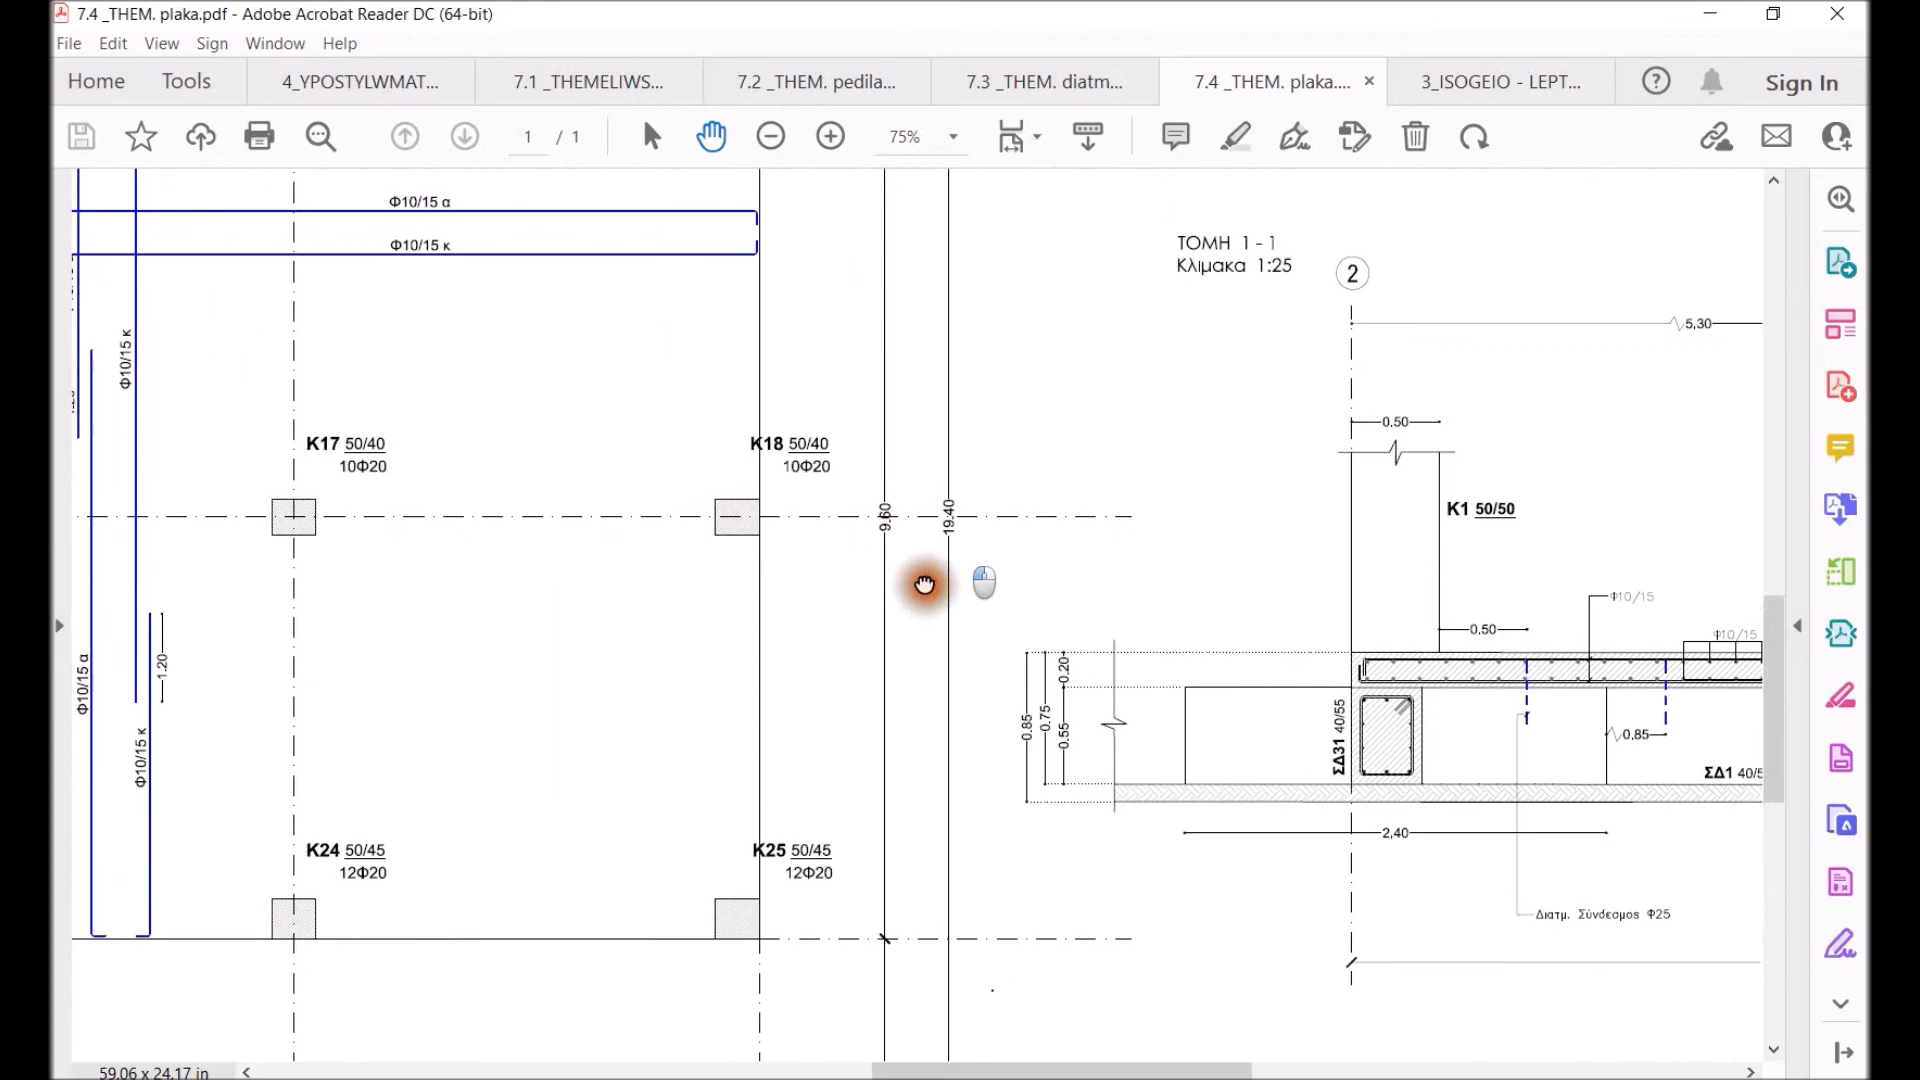 7.4 _THEM. plaka.pdf - Adobe Acrobat Reader DC (64-bit)
File Edit View Sign Window Help
Home Tools 4_YPOSTYLWMAT... 7.1 _THEMELIWS... 7.2 _THEM. pedila... 7.3 _THEM. diatm... 7.4 _THEM. plaka.... 3_ISOGEIO - LEPT... Sign In
1 / 1 75%
Φ10/15 α
Φ10/15 κ
Φ10/15 κ
Κ17 50/40
10Φ20
Κ18 50/40
10Φ20
9.60
19.40
1.20
Φ10/15 α
Φ10/15 κ
Κ24 50/45
12Φ20
Κ25 50/45
12Φ20
ΤΟΜΗ 1 - 1
Κλιμακα 1:25
2
5,30
0.50
Κ1 50/50
Φ10/15
0.50
Φ10/15
0.20
0.85
0.75
0.55
ΣΔ31 40/55
0.85
ΣΔ1 40/5
2,40
Διατμ. Σύνδεσμος Φ25
59.06 x 24.17 in